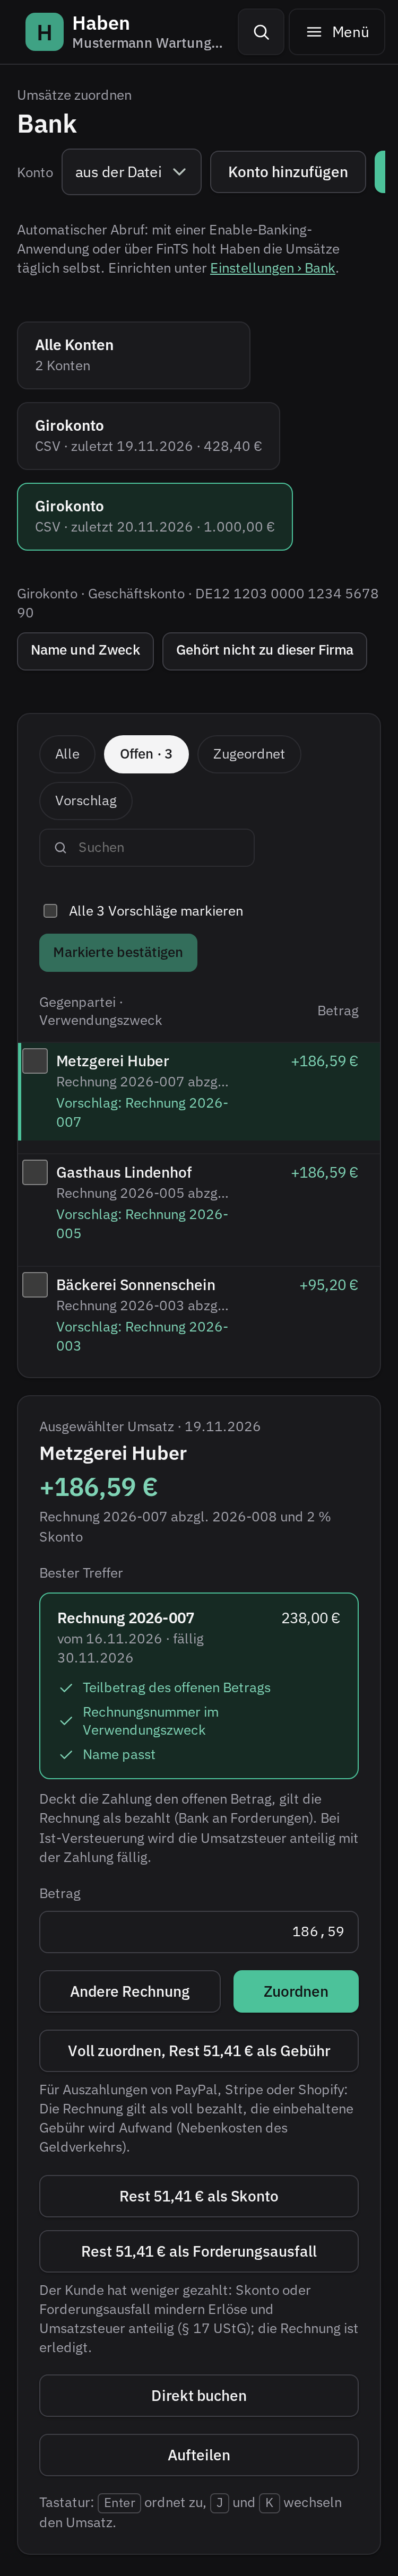 H
Haben
Mustermann Wartung...
Menü
Umsätze zuordnen
Bank
Konto
aus der Datei
Konto hinzufügen
Automatischer Abruf: mit einer Enable-Banking-
Anwendung oder über FinTS holt Haben die Umsätze
täglich selbst. Einrichten unter Einstellungen › Bank.
Alle Konten
2 Konten
Girokonto
CSV · zuletzt 19.11.2026 · 428,40 €
Girokonto
CSV · zuletzt 20.11.2026 · 1.000,00 €
Girokonto · Geschäftskonto · DE12 1203 0000 1234 5678
90
Name und Zweck
Gehört nicht zu dieser Firma
Alle
Offen · 3
Zugeordnet
Vorschlag
Suchen
Alle 3 Vorschläge markieren
Markierte bestätigen
Gegenpartei ·
Verwendungszweck
Betrag
Metzgerei Huber
+186,59 €
Rechnung 2026-007 abzg...
Vorschlag: Rechnung 2026-
007
Gasthaus Lindenhof
+186,59 €
Rechnung 2026-005 abzg...
Vorschlag: Rechnung 2026-
005
Bäckerei Sonnenschein
+95,20 €
Rechnung 2026-003 abzg...
Vorschlag: Rechnung 2026-
003
Ausgewählter Umsatz · 19.11.2026
Metzgerei Huber
+186,59 €
Rechnung 2026-007 abzgl. 2026-008 und 2 %
Skonto
Bester Treffer
Rechnung 2026-007
238,00 €
vom 16.11.2026 · fällig
30.11.2026
Teilbetrag des offenen Betrags
Rechnungsnummer im
Verwendungszweck
Name passt
Deckt die Zahlung den offenen Betrag, gilt die
Rechnung als bezahlt (Bank an Forderungen). Bei
Ist-Versteuerung wird die Umsatzsteuer anteilig mit
der Zahlung fällig.
Betrag
186,59
Andere Rechnung
Zuordnen
Voll zuordnen, Rest 51,41 € als Gebühr
Für Auszahlungen von PayPal, Stripe oder Shopify:
Die Rechnung gilt als voll bezahlt, die einbehaltene
Gebühr wird Aufwand (Nebenkosten des
Geldverkehrs).
Rest 51,41 € als Skonto
Rest 51,41 € als Forderungsausfall
Der Kunde hat weniger gezahlt: Skonto oder
Forderungsausfall mindern Erlöse und
Umsatzsteuer anteilig (§ 17 UStG); die Rechnung ist
erledigt.
Direkt buchen
Aufteilen
Tastatur: Enter ordnet zu, J und K wechseln
den Umsatz.